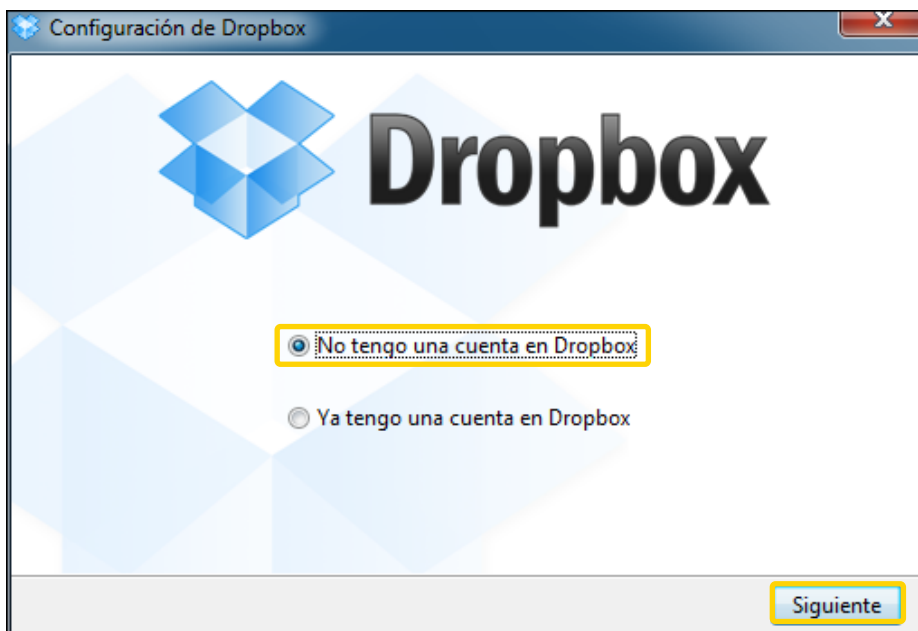 Configuración de Dropbox
Dropbox
No tengo una cuenta en Dropbox
Ya tengo una cuenta en Dropbox
Siguiente